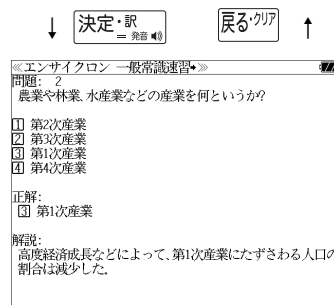 ↓ 決定・訳 = 発音 戻る・クリア ↑
≪エンサイクロン 一般常識速習→≫
問題: 2
農業や林業、水産業などの産業を何というか?
1 第2次産業
2 第3次産業
3 第1次産業
4 第4次産業
正解:
3 第1次産業
解説:
高度経済成長などによって、第1次産業にたずさわる人口の
割合は減少した。